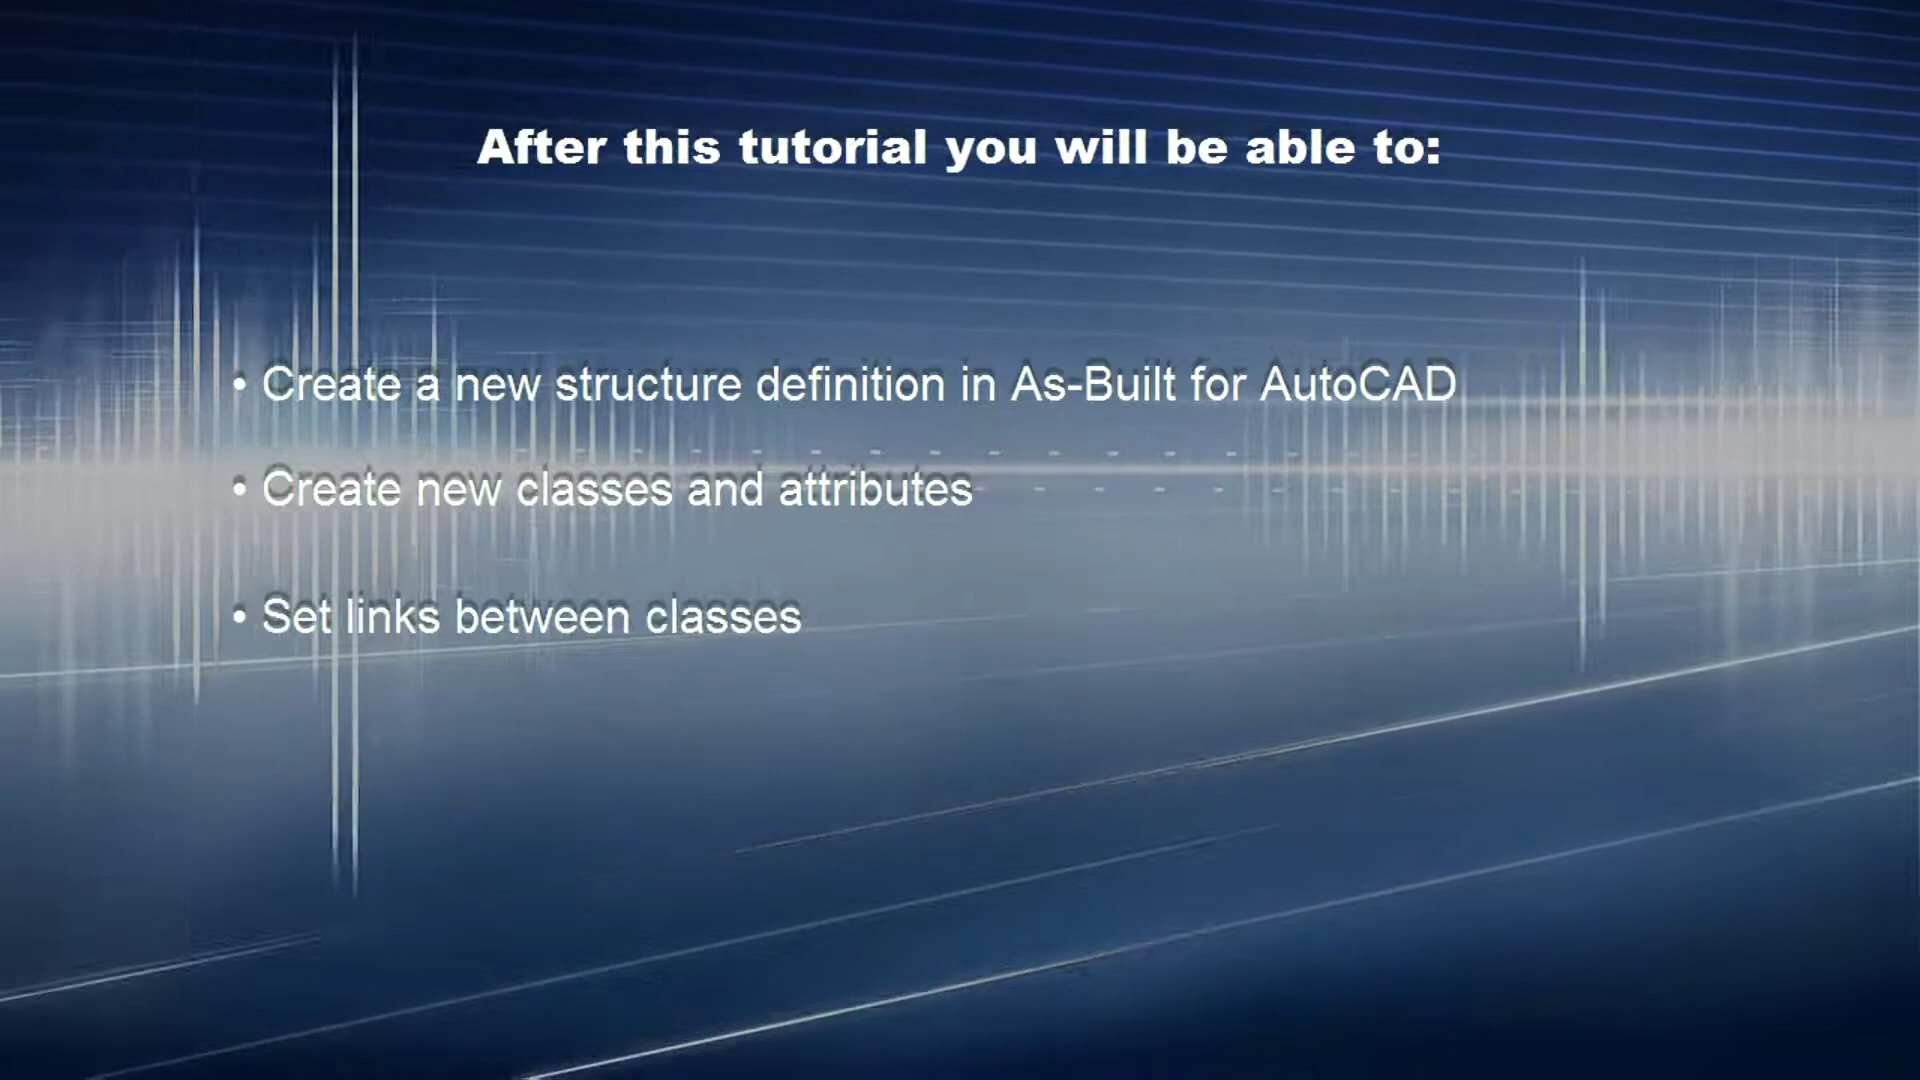 After this tutorial you will be able to:
• Create a new structure definition in As-Built for AutoCAD
• Create new classes and attributes
• Set links between classes